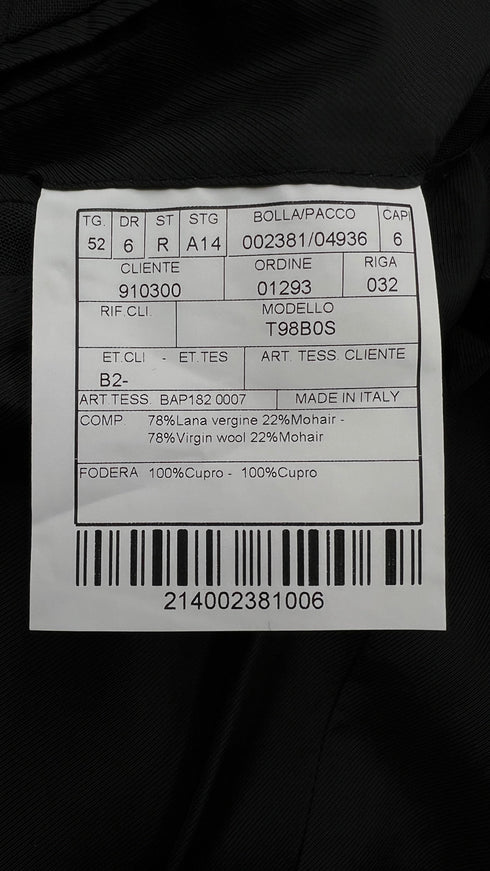 TG. DR ST STG BOLLA/PACCO CAPI
52 6 R A14 002381/04936 6
CLIENTE ORDINE RIGA
910300 01293 032
RIF.CLI. MODELLO
T98B0S
ET.CLI - ET.TES ART. TESS. CLIENTE
B2-
ART.TESS. BAP182 0007 MADE IN ITALY
COMP 78%Lana vergine 22%Mohair -
78%Virgin wool 22%Mohair
FODERA 100%Cupro - 100%Cupro
214002381006